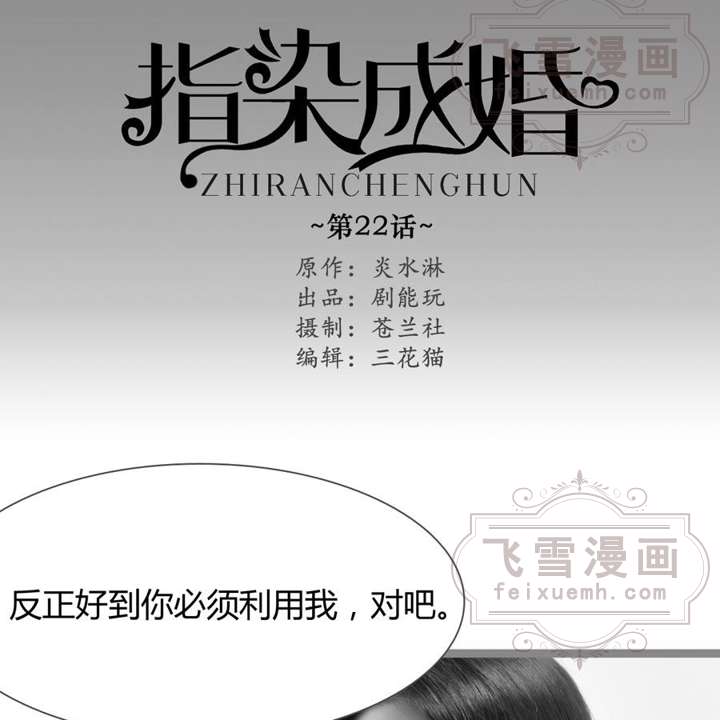 指染成婚
ZHIRANCHENGHUN
~第22话~
原作：炎水淋
出品：剧能玩
摄制：苍兰社
编辑：三花猫
飞雪漫画
feixuemh.com
反正好到你必须利用我，对吧。
飞雪漫画
feixuemh.com